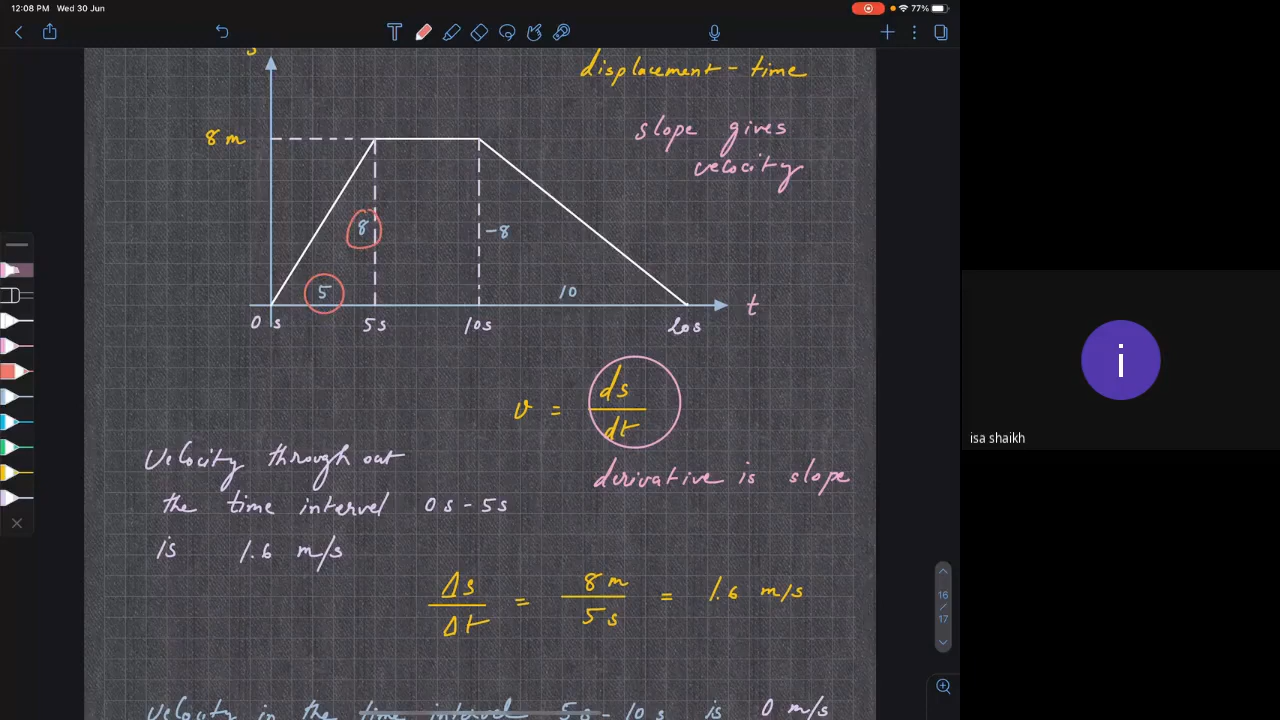 12:08 PM Wed 30 Jun
77%
T
displacement - time
slope gives
velocity
8 m
8
-8
5
10
0 s
5 s
10 s
20 s
t
v = ds/dt
derivative is slope
Velocity through out
the time interval 0 s - 5 s
is 1.6 m/s
Δs/Δt = 8 m/5 s = 1.6 m/s
16
/
17
Velocity in the time interval 5 s - 10 s is 0 m/s
i
isa shaikh